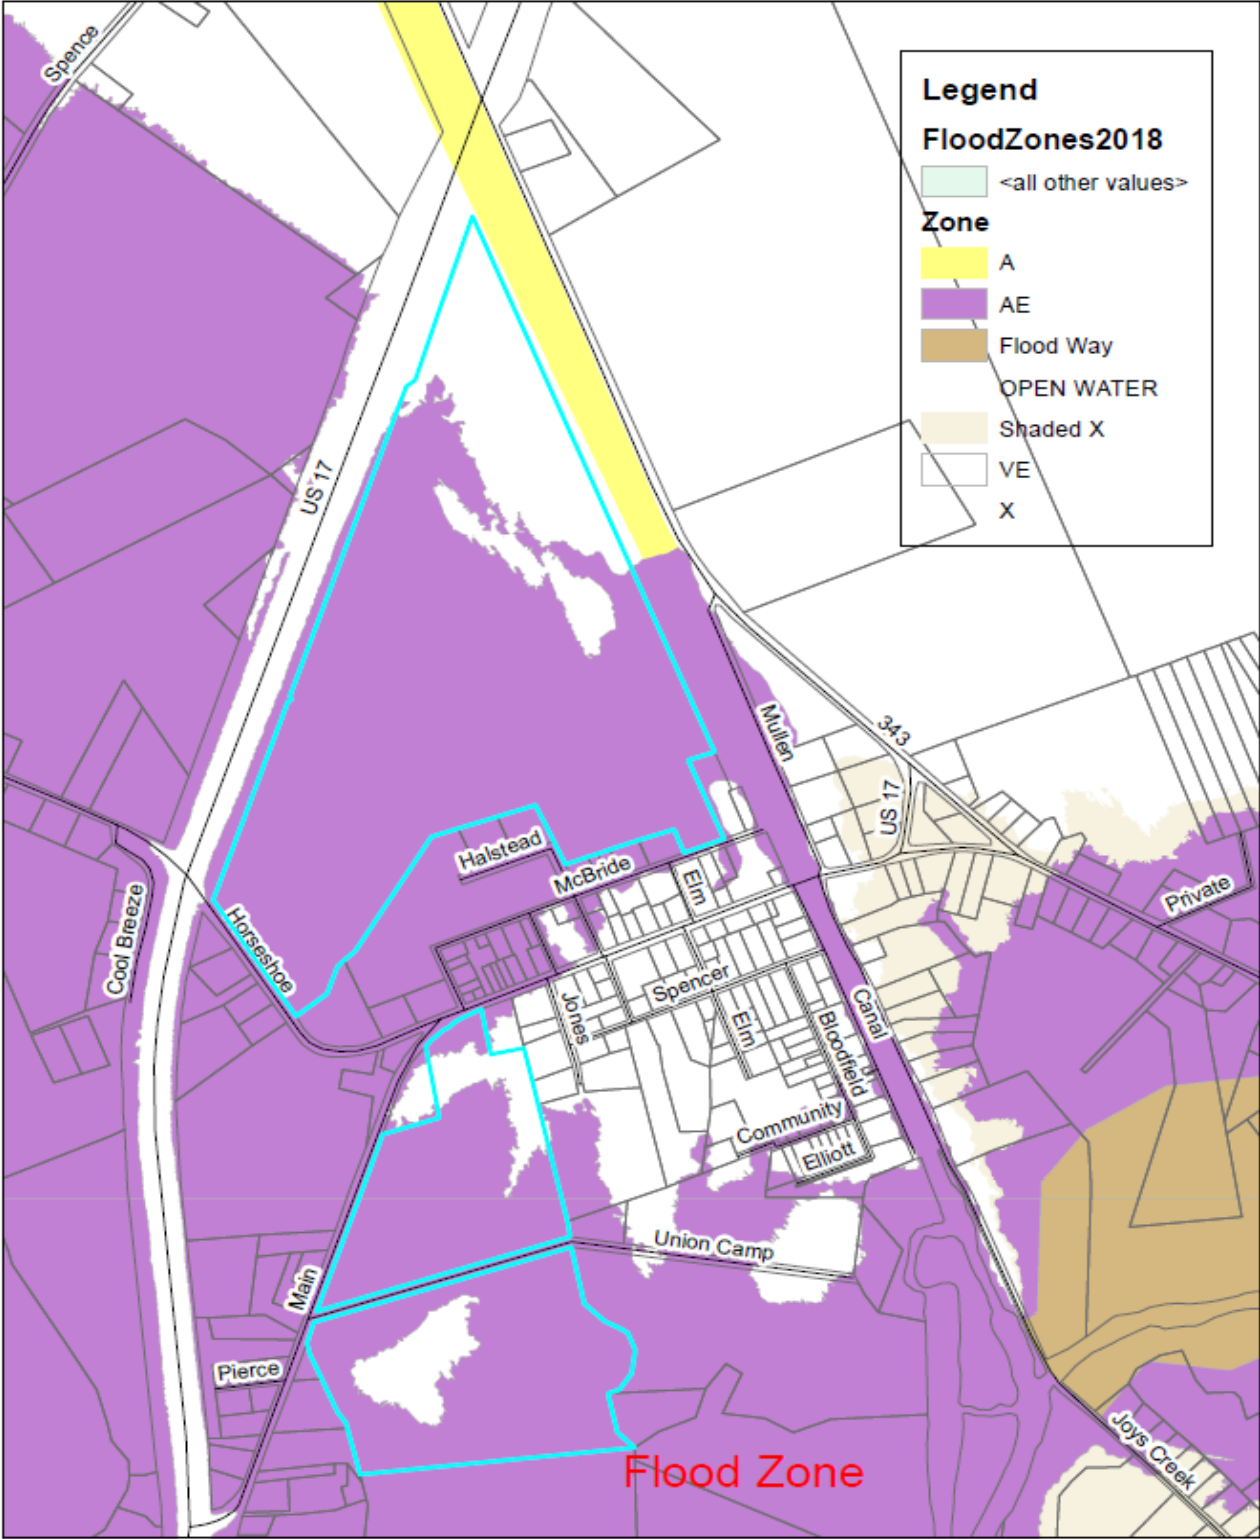 Spence
Legend
FloodZones2018
<all other values>
Zone
A
AE
Flood Way
OPEN WATER
Shaded X
VE
X
US 17
Mullen
343
US 17
Halstead
McBride
Elm
Private
Cool Breeze
Horseshoe
Jones
Spencer
Elm
Bloodfield
Canal
Community
Elliott
Union Camp
Main
Pierce
Joys Creek
Flood Zone